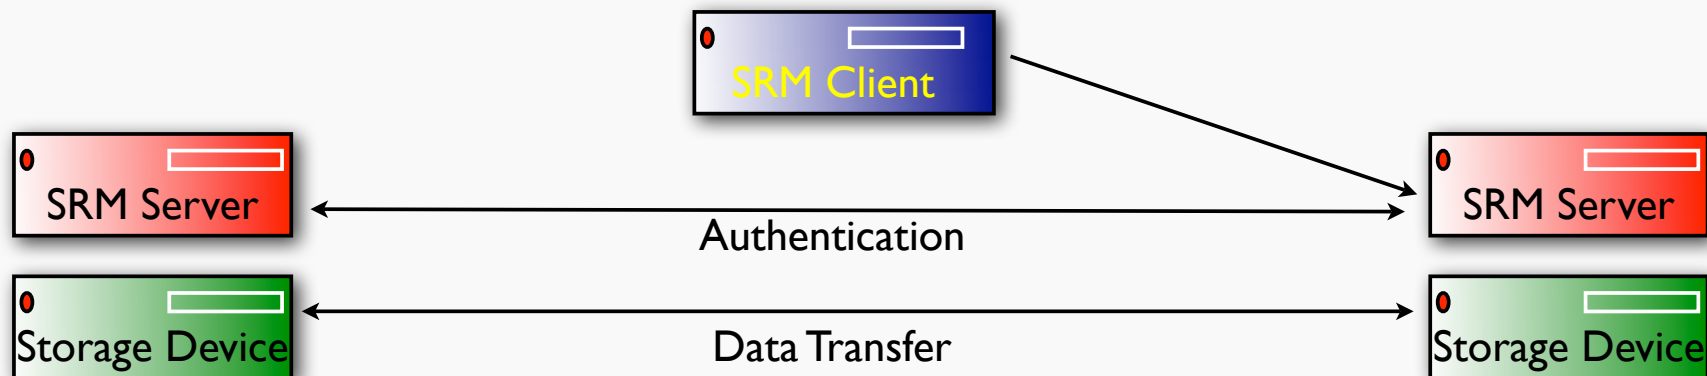 SRM Client
SRM Server
SRM Server
Authentication
Storage Device
Data Transfer
Storage Device